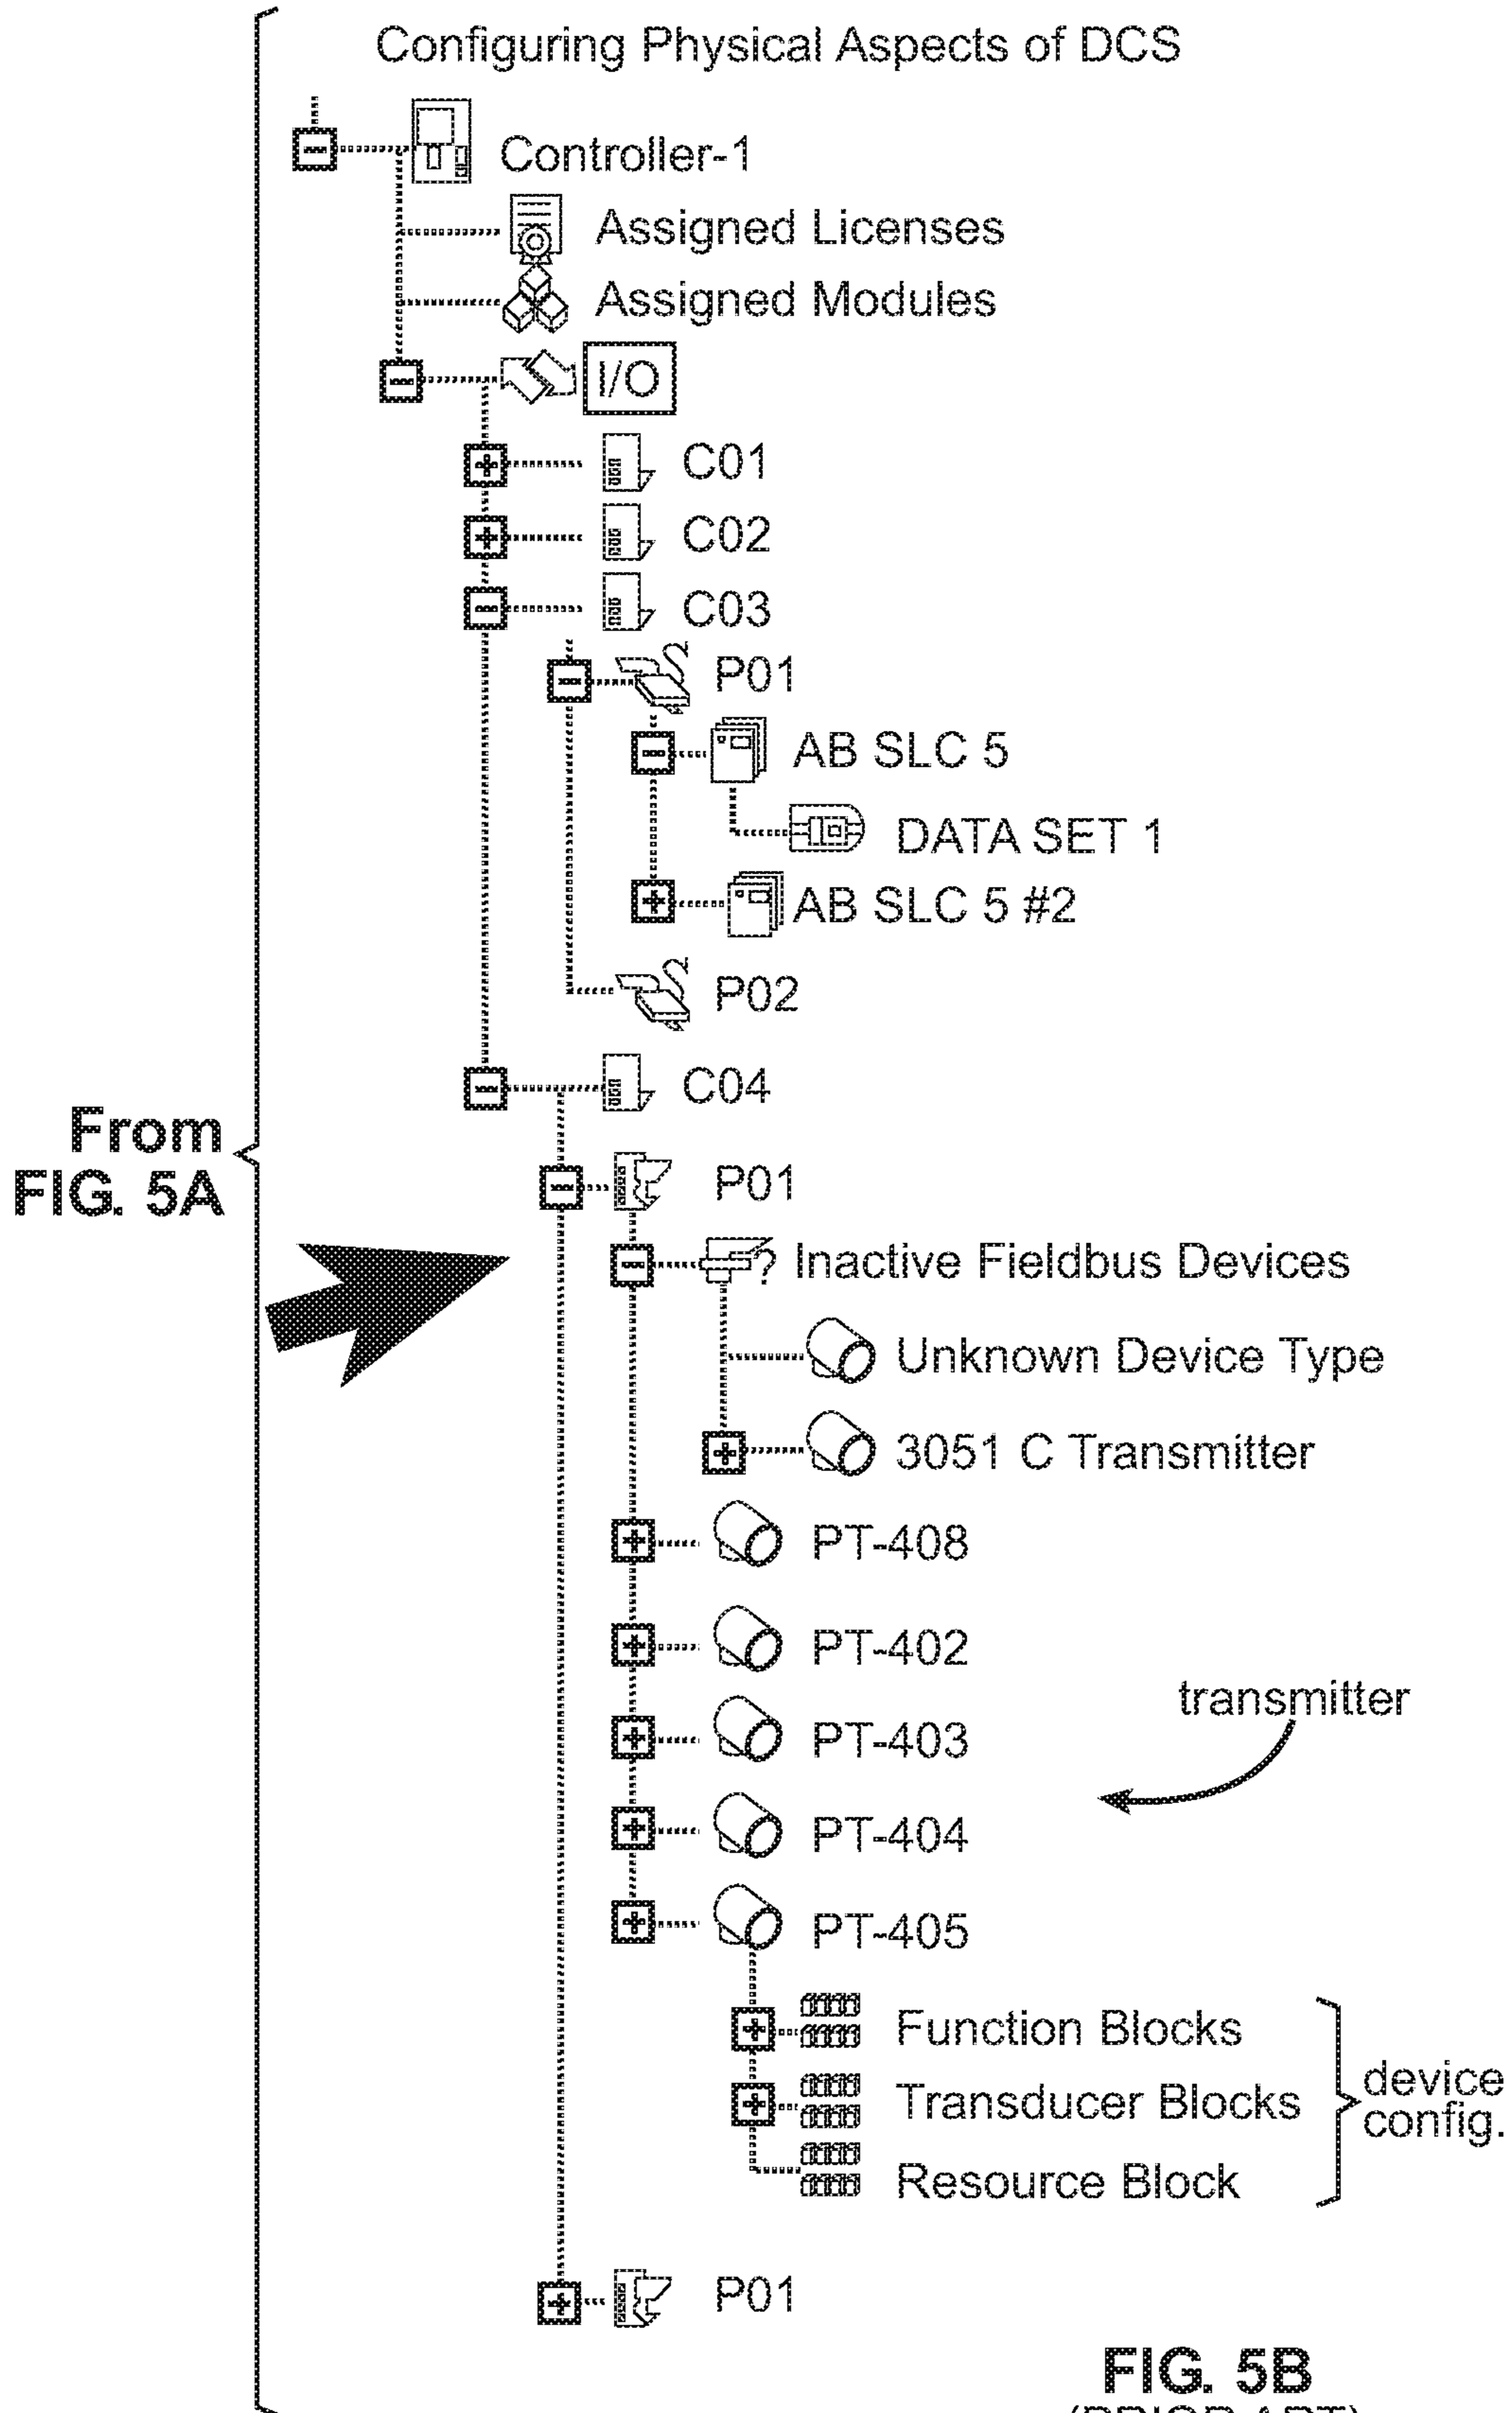 Configuring Physical Aspects of DCS
Controller-1
Assigned Licenses
Assigned Modules
I/O
C01
C02
C03
P01
AB SLC 5
DATA SET 1
AB SLC 5 #2
P02
C04
From
FIG. 5A
P01
? Inactive Fieldbus Devices
Unknown Device Type
3051 C Transmitter
PT-408
PT-402
transmitter
PT-403
PT-404
PT-405
Function Blocks
Transducer Blocks
Resource Block
device
config.
P01
FIG. 5B
(PRIOR ART)